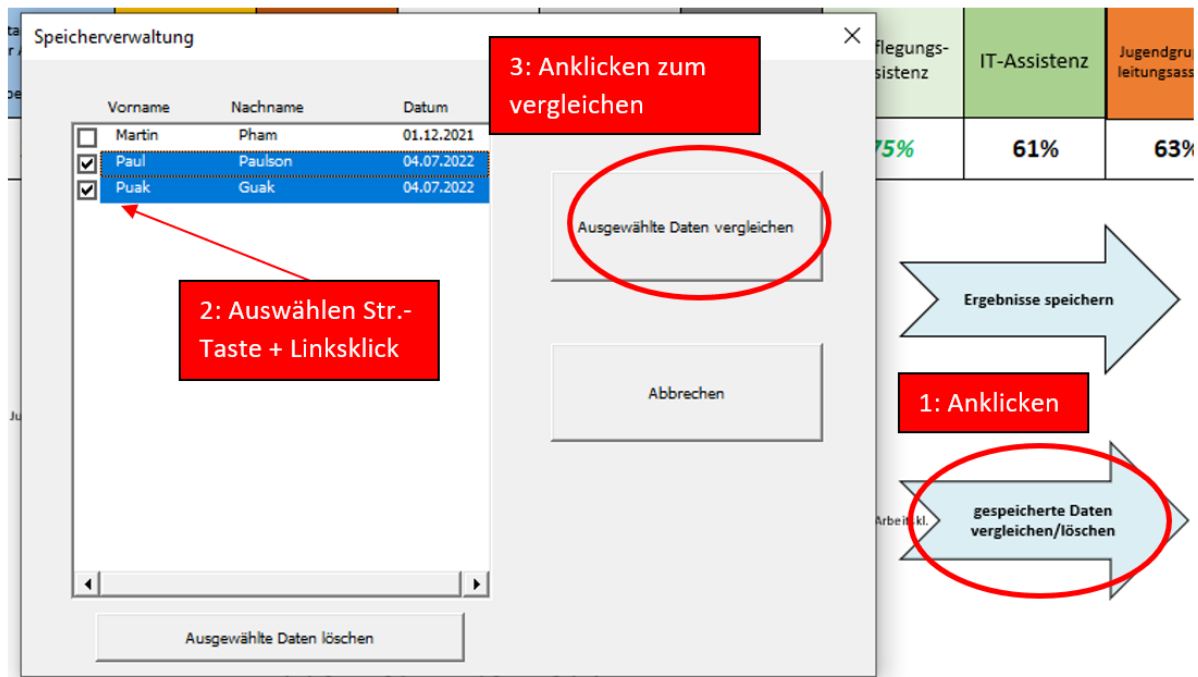 Speicherverwaltung
3: Anklicken zum
vergleichen
flegungs-
sistenz
IT-Assistenz
Jugendgru
leitungsass
Vorname Nachname Datum
Martin Pham 01.12.2021
Paul Paulson 04.07.2022
Puak Guak 04.07.2022
75% 61% 63%
Ausgewählte Daten vergleichen
2: Auswählen Str.-
Taste + Linksklick
Ergebnisse speichern
Abbrechen
1: Anklicken
Ju
Arbeitskl.
gespeicherte Daten
vergleichen/löschen
Ausgewählte Daten löschen